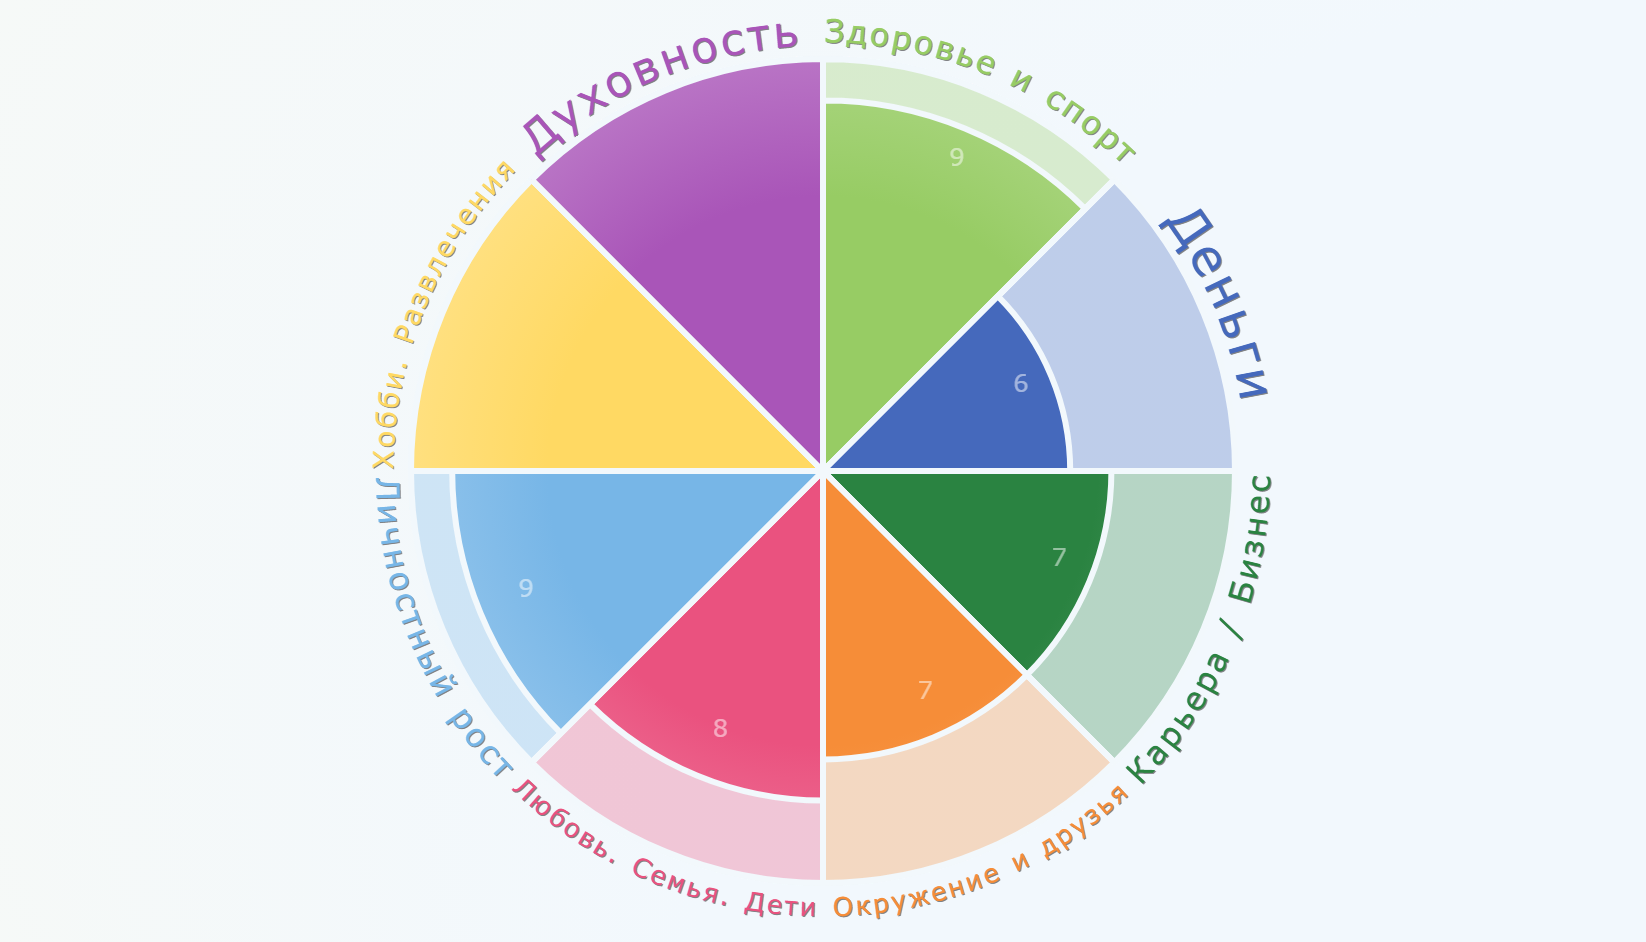 Духовность
Здоровье и спорт
9
Деньги
6
Хобби. Развлечения
Личностный рост
9
7
Карьера / Бизнес
8
7
Любовь. Семья. Дети
Окружение и друзья